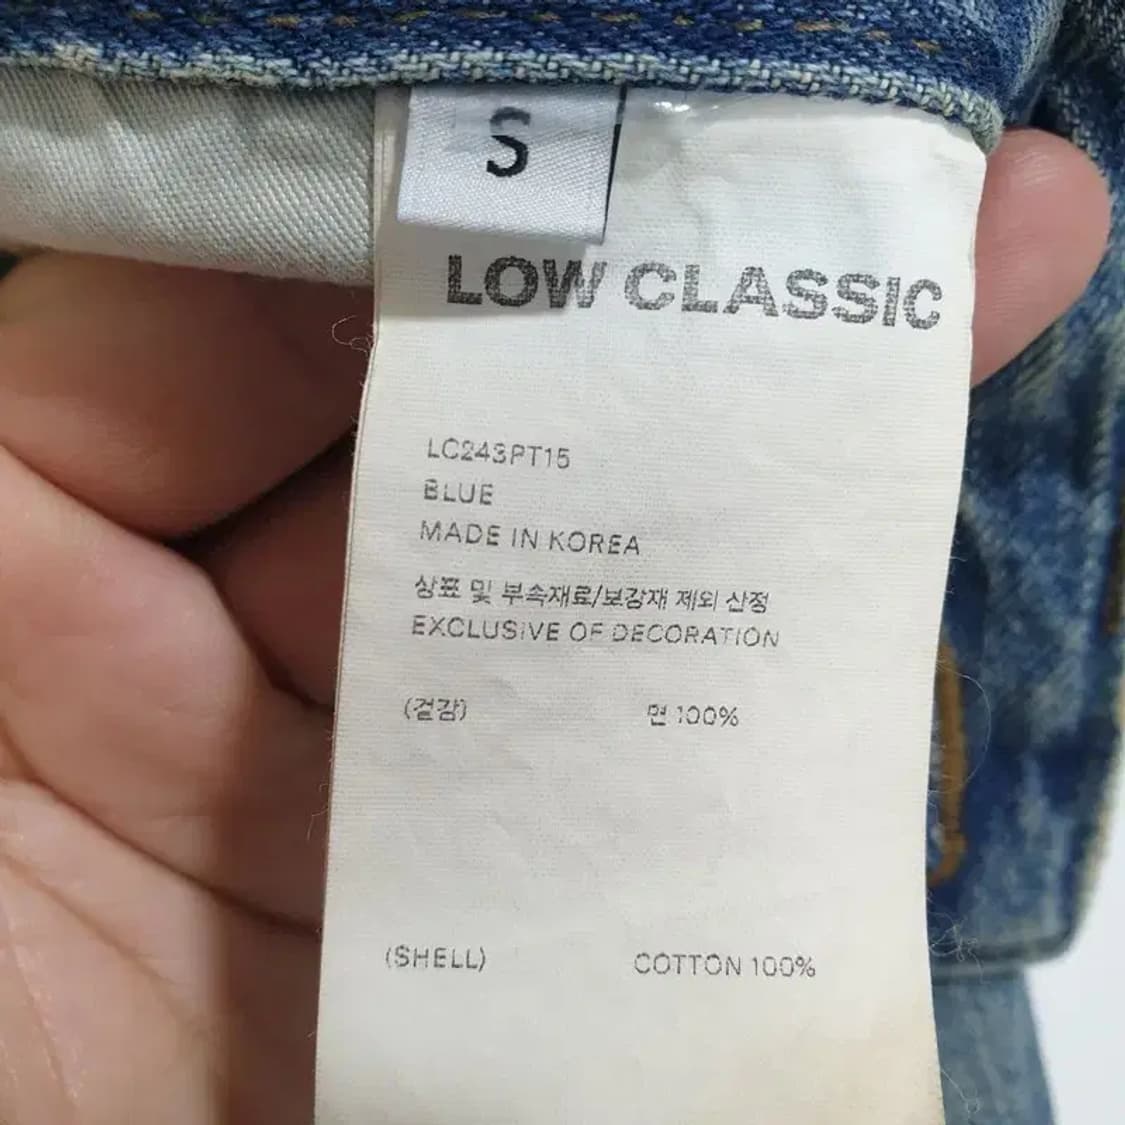 S
LOW CLASSIC
LC243PT15
BLUE
MADE IN KOREA
상표 및 부속재료/보강재 제외 산정
EXCLUSIVE OF DECORATION
(겉감) 면 100%
(SHELL) COTTON 100%